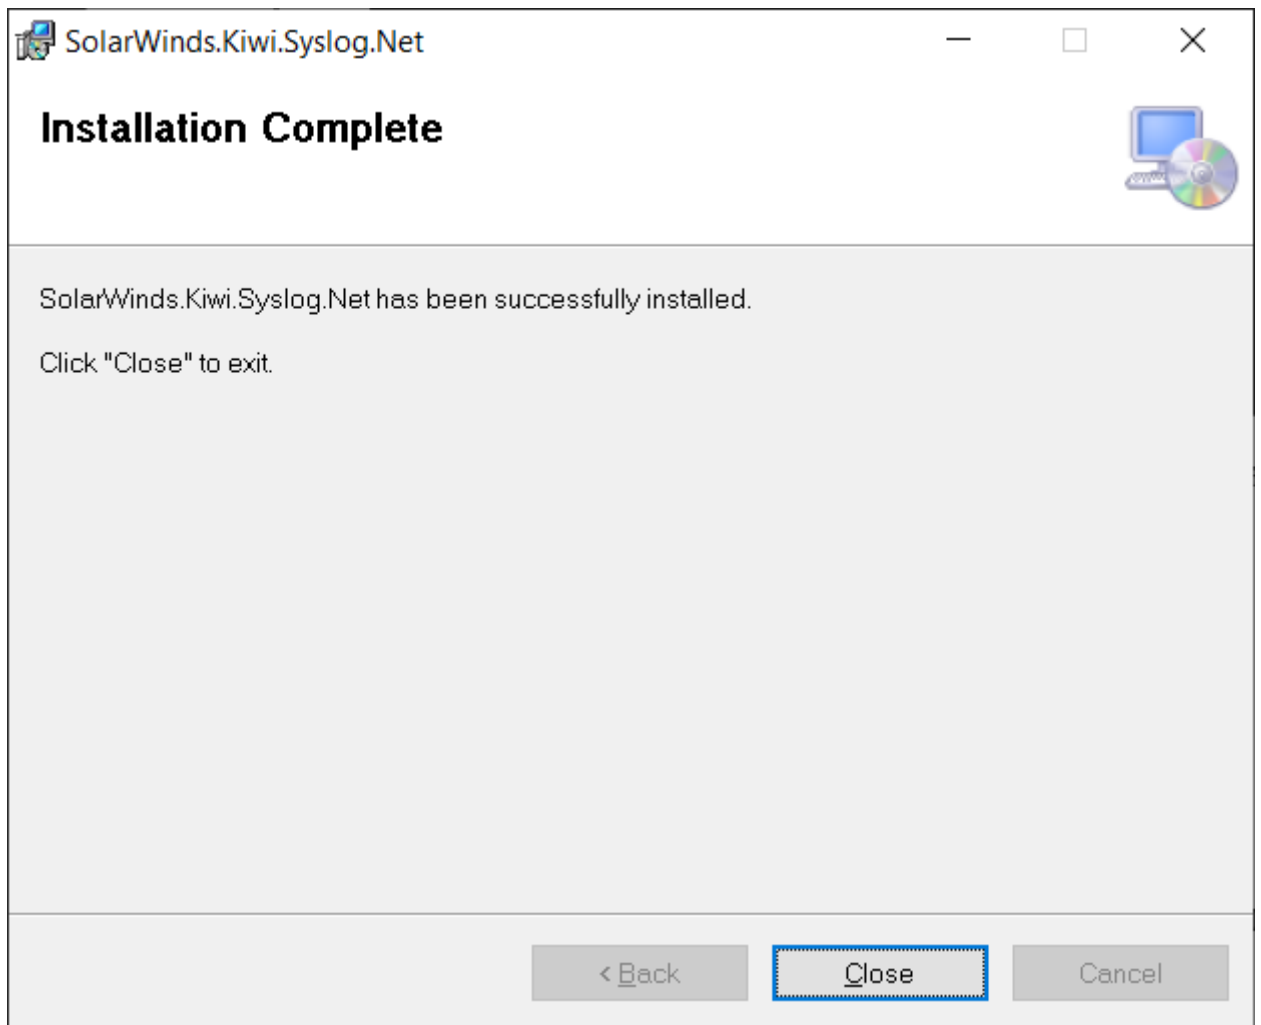 SolarWinds.Kiwi.Syslog.Net
Installation Complete
SolarWinds.Kiwi.Syslog.Net has been successfully installed.
Click "Close" to exit.
< Back
Close
Cancel